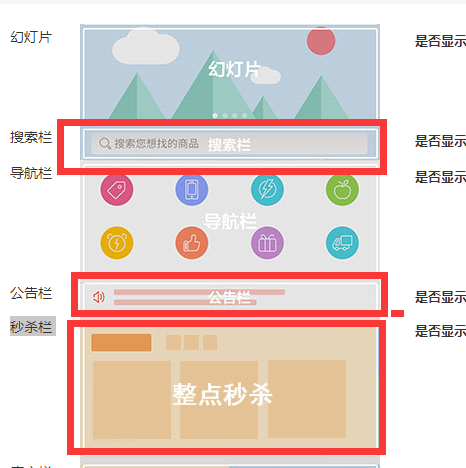 幻灯片
幻灯片
是否显示
搜索栏
搜索您想找的商品
搜索栏
是否显示
导航栏
导航栏
是否显示
公告栏
公告栏
是否显示
秒杀栏
整点秒杀
是否显示